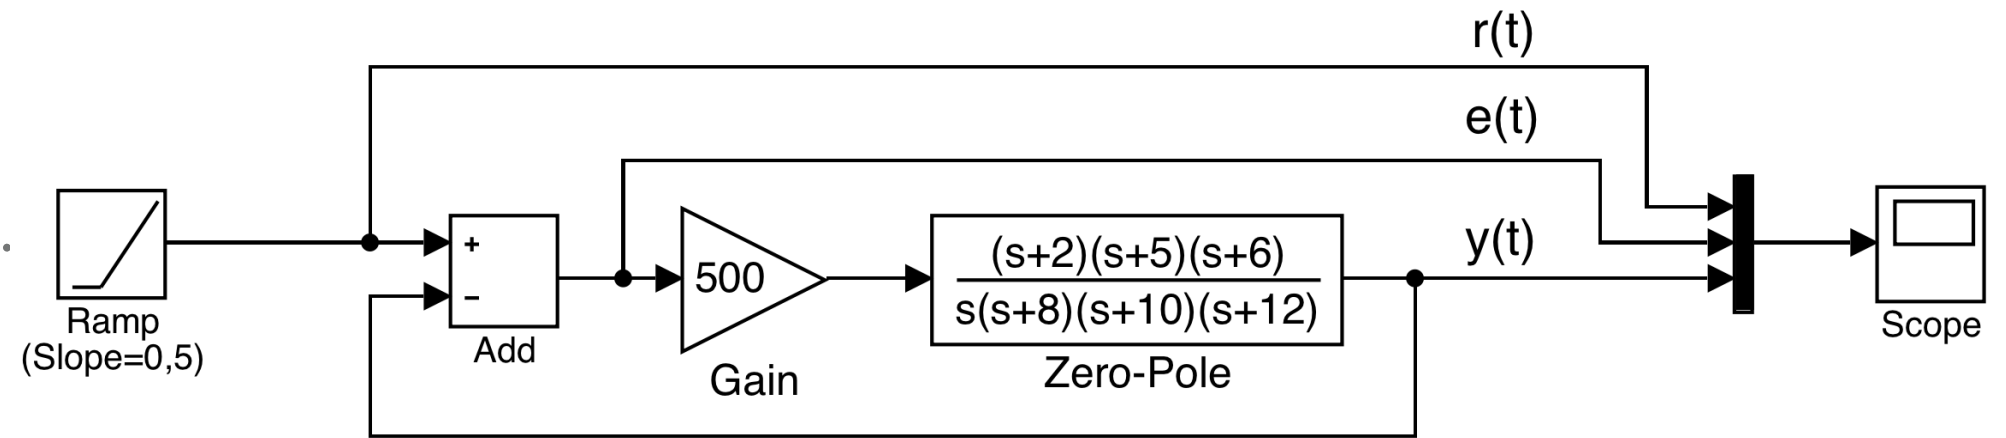 r(t)
e(t)
y(t)
+
−
500
(s+2)(s+5)(s+6)
s(s+8)(s+10)(s+12)
Ramp
(Slope=0,5)
Add
Gain
Zero-Pole
Scope